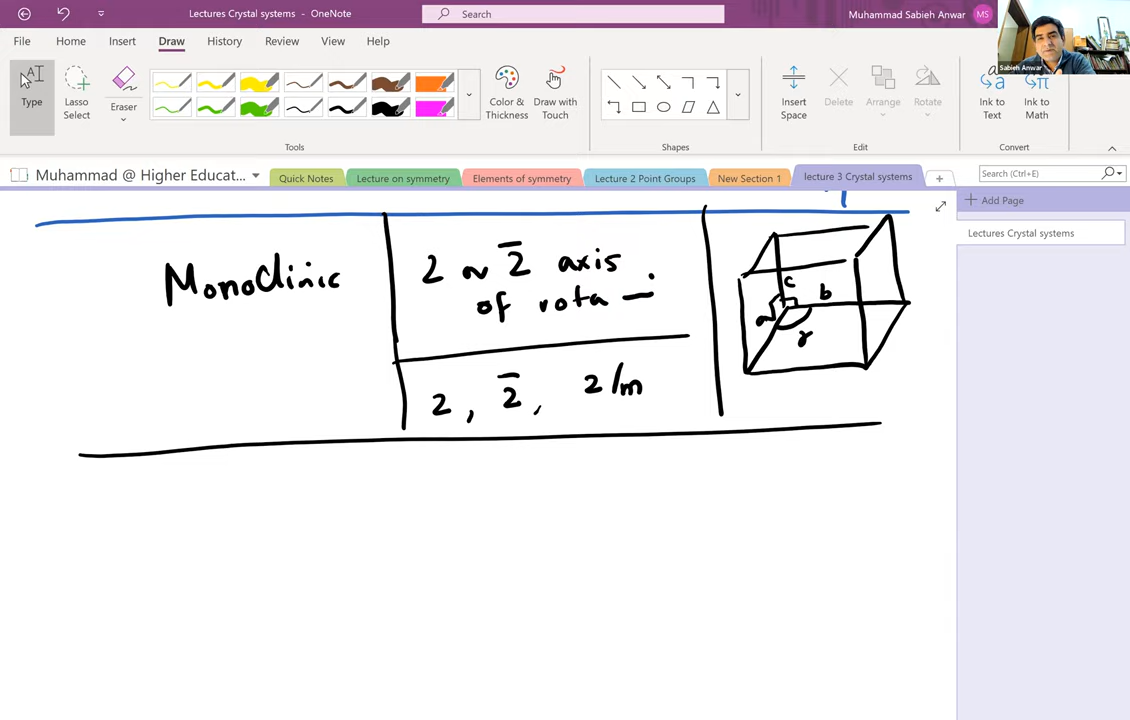 Lectures Crystal systems - OneNote
Search
Muhammad Sabieh Anwar
MS
Sabieh Anwar
File
Home
Insert
Draw
History
Review
View
Help
Type
Lasso
Select
Eraser
Color &
Thickness
Draw with
Touch
Insert
Space
Delete
Arrange
Rotate
Ink to
Text
Ink to
Math
Tools
Shapes
Edit
Convert
Muhammad @ Higher Educat...
Quick Notes
Lecture on symmetry
Elements of symmetry
Lecture 2 Point Groups
New Section 1
lecture 3 Crystal systems
Search (Ctrl+E)
Add Page
Lectures Crystal systems
Monoclinic
2 or 2̅ axis
of rota
2, 2̅, 2/m
c
b
a
γ